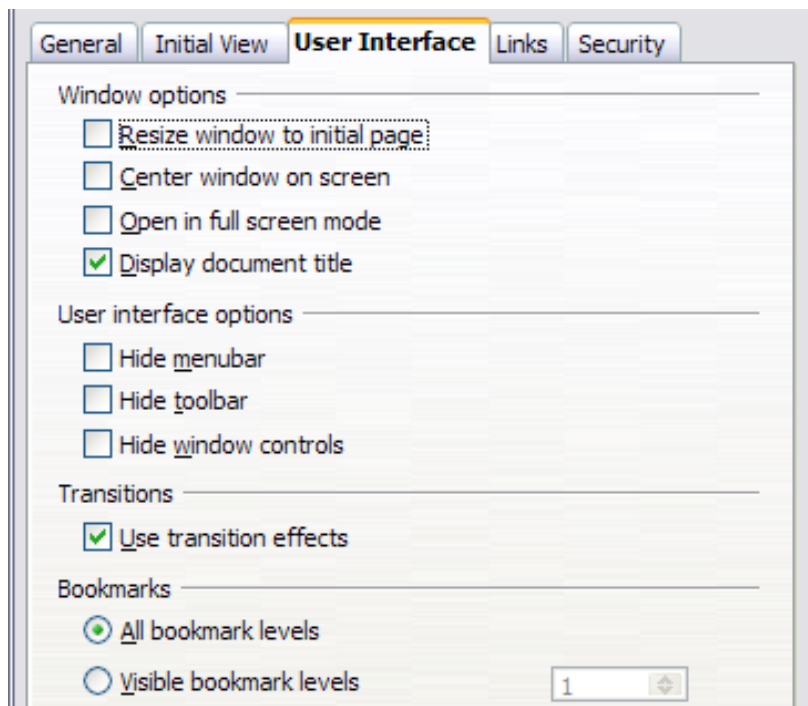 General Initial View User Interface Links Security
Window options
Resize window to initial page
Center window on screen
Open in full screen mode
Display document title
User interface options
Hide menubar
Hide toolbar
Hide window controls
Transitions
Use transition effects
Bookmarks
All bookmark levels
Visible bookmark levels 1